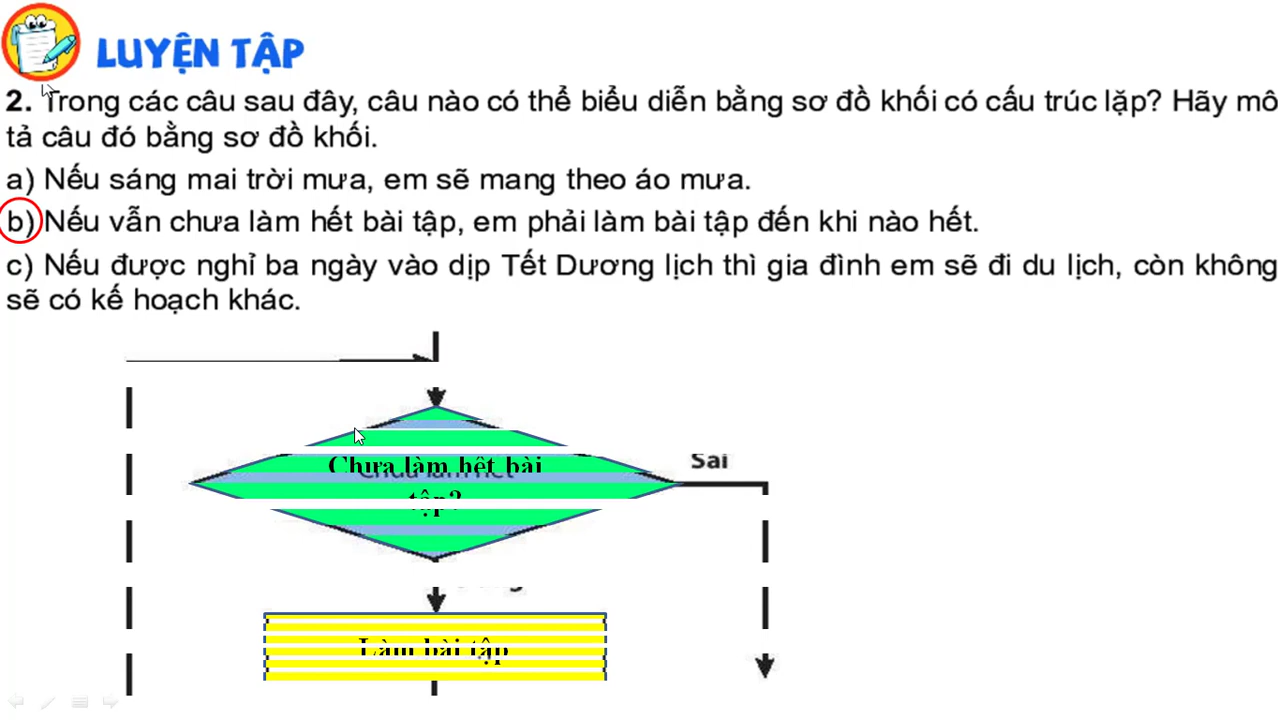 LUYỆN TẬP
2. Trong các câu sau đây, câu nào có thể biểu diễn bằng sơ đồ khối có cấu trúc lặp? Hãy mô
tả câu đó bằng sơ đồ khối.
a) Nếu sáng mai trời mưa, em sẽ mang theo áo mưa.
b) Nếu vẫn chưa làm hết bài tập, em phải làm bài tập đến khi nào hết.
c) Nếu được nghỉ ba ngày vào dịp Tết Dương lịch thì gia đình em sẽ đi du lịch, còn không
sẽ có kế hoạch khác.
Chưa làm hết bài
tập?
Sai
Làm bài tập